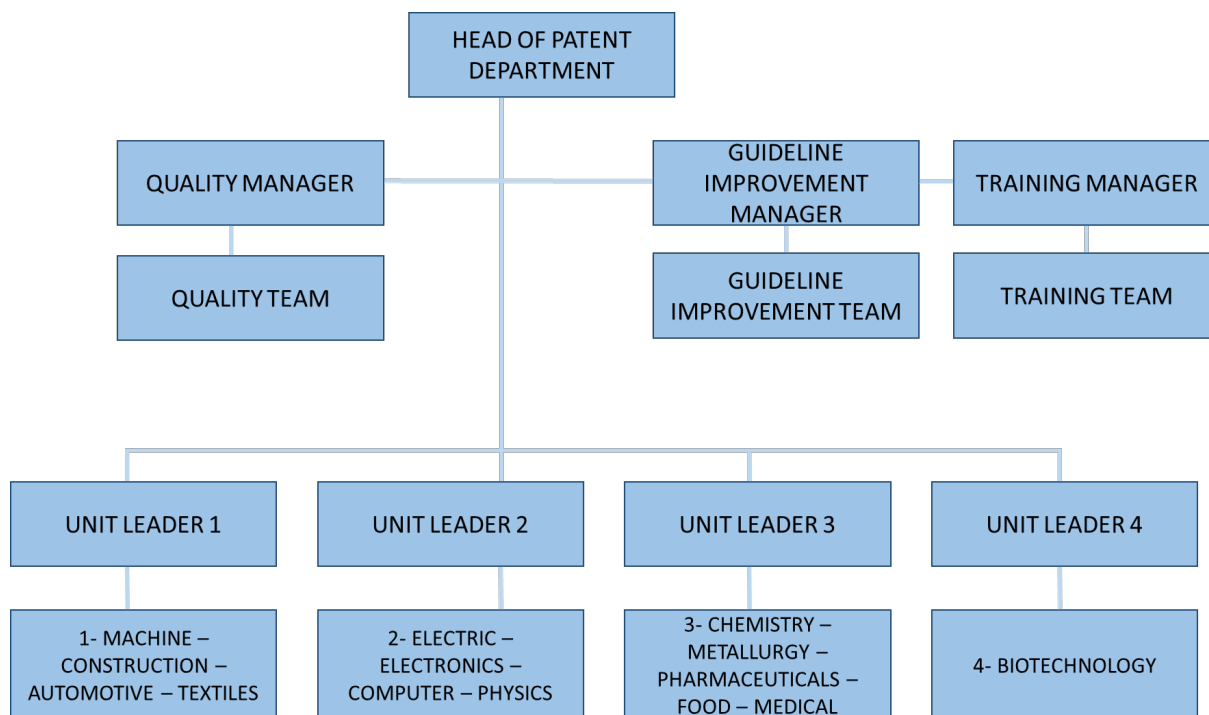 HEAD OF PATENT
DEPARTMENT
QUALITY MANAGER
GUIDELINE
IMPROVEMENT
MANAGER
TRAINING MANAGER
QUALITY TEAM
GUIDELINE
IMPROVEMENT TEAM
TRAINING TEAM
UNIT LEADER 1
UNIT LEADER 2
UNIT LEADER 3
UNIT LEADER 4
1- MACHINE –
CONSTRUCTION –
AUTOMOTIVE – TEXTILES
2- ELECTRIC –
ELECTRONICS –
COMPUTER – PHYSICS
3- CHEMISTRY –
METALLURGY –
PHARMACEUTICALS –
FOOD – MEDICAL
4- BIOTECHNOLOGY